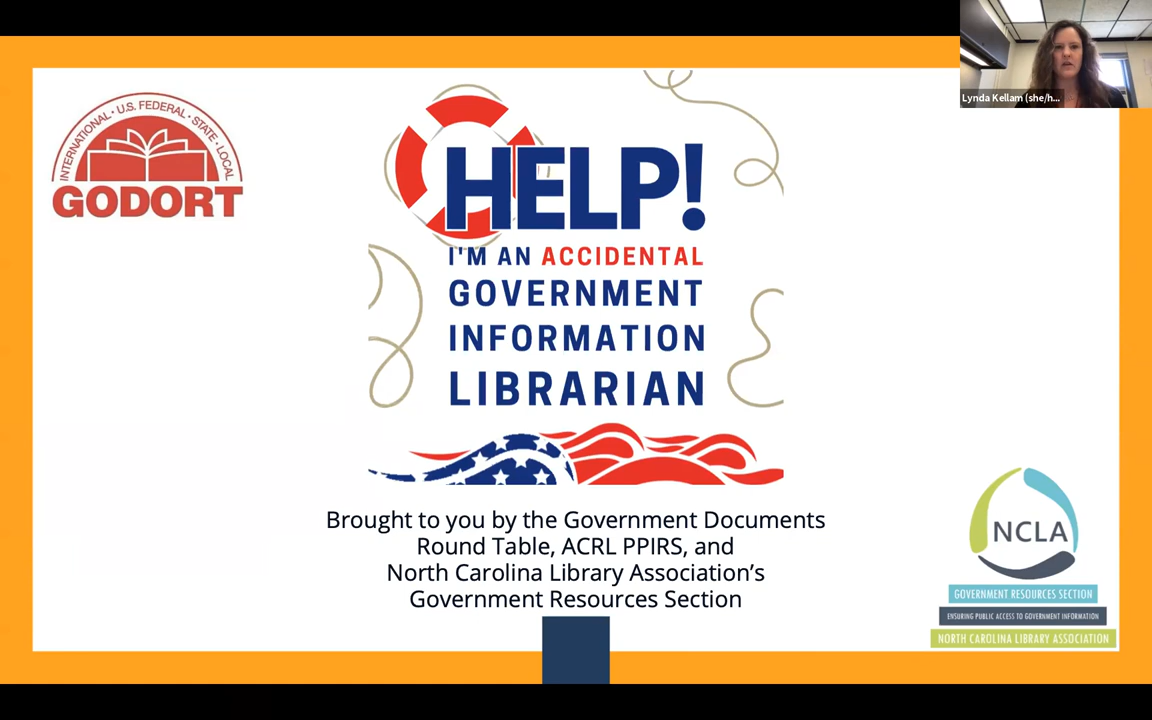 Lynda Kellam (she/h...
INTERNATIONAL · U.S. FEDERAL · STATE · LOCAL
GODORT
HELP!
I'M AN ACCIDENTAL
GOVERNMENT
INFORMATION
LIBRARIAN
Brought to you by the Government Documents
Round Table, ACRL PPIRS, and
North Carolina Library Association’s
Government Resources Section
NCLA
GOVERNMENT RESOURCES SECTION
ENSURING PUBLIC ACCESS TO GOVERNMENT INFORMATION
NORTH CAROLINA LIBRARY ASSOCIATION